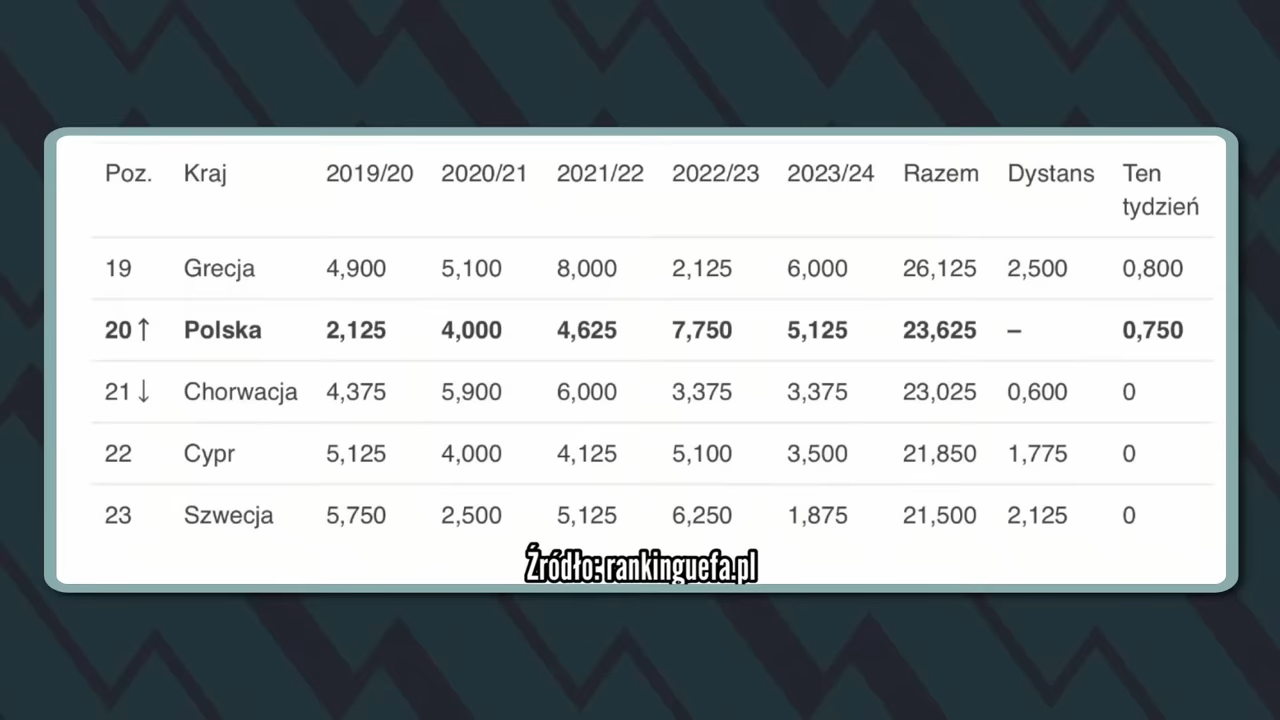 Poz. Kraj 2019/20 2020/21 2021/22 2022/23 2023/24 Razem Dystans Ten
tydzień
19 Grecja 4,900 5,100 8,000 2,125 6,000 26,125 2,500 0,800
20↑ Polska 2,125 4,000 4,625 7,750 5,125 23,625 – 0,750
21↓ Chorwacja 4,375 5,900 6,000 3,375 3,375 23,025 0,600 0
22 Cypr 5,125 4,000 4,125 5,100 3,500 21,850 1,775 0
23 Szwecja 5,750 2,500 5,125 6,250 1,875 21,500 2,125 0
Źródło: rankinguefa.pl